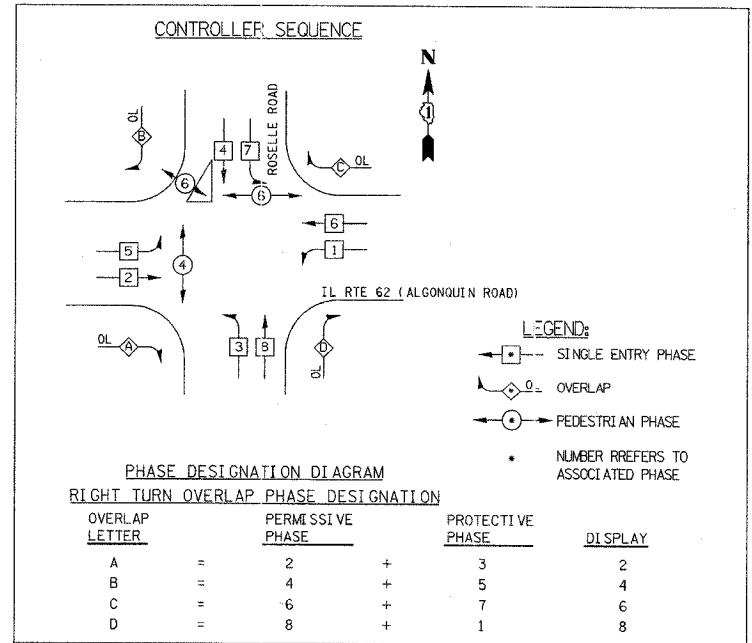 CONTROLLER SEQUENCE
N
1
ROSELLE ROAD
OL
B
4
7
C OL
6
6
6
5
1
4
2
IL RTE 62 (ALGONQUIN ROAD)
OL
A
3
8
D
OL
LEGEND:
* SINGLE ENTRY PHASE
* OL OVERLAP
* PEDESTRIAN PHASE
* NUMBER RREFERS TO
ASSOCIATED PHASE
PHASE DESIGNATION DIAGRAM
RIGHT TURN OVERLAP PHASE DESIGNATION
OVERLAP PERMISSIVE PROTECTIVE
LETTER PHASE PHASE DISPLAY
A = 2 + 3 2
B = 4 + 5 4
C = 6 + 7 6
D = 8 + 1 8